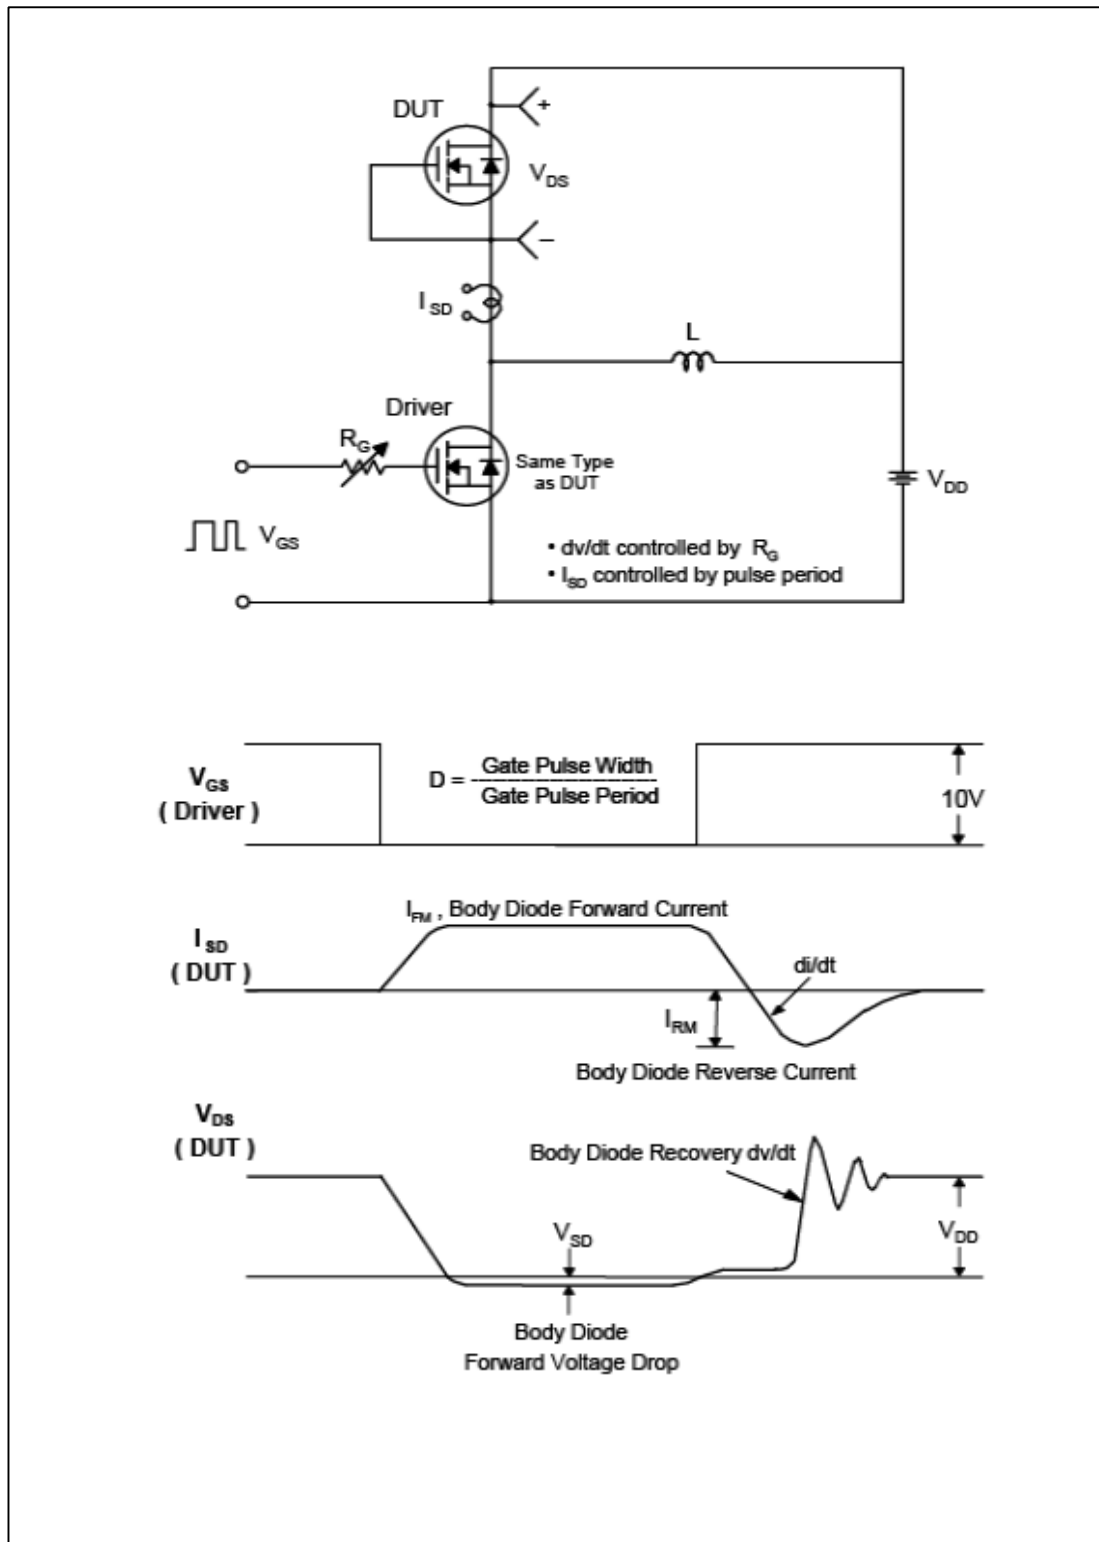 DUT
+
V_DS
–
I_SD
L
Driver
R_G
Same Type
as DUT
V_DD
V_GS
• dv/dt controlled by R_G
• I_SD controlled by pulse period
V_GS
( Driver )
D = Gate Pulse Width
Gate Pulse Period
10V
I_FM , Body Diode Forward Current
I_SD
( DUT )
di/dt
I_RM
Body Diode Reverse Current
V_DS
( DUT )
Body Diode Recovery dv/dt
V_SD
V_DD
Body Diode
Forward Voltage Drop